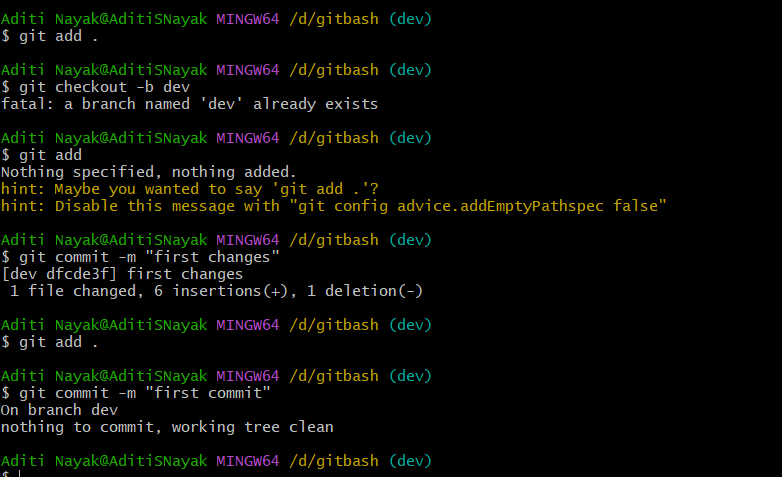 Aditi Nayak@AditiSNayak MINGW64 /d/gitbash (dev)
$ git add .
Aditi Nayak@AditiSNayak MINGW64 /d/gitbash (dev)
$ git checkout -b dev
fatal: a branch named 'dev' already exists
Aditi Nayak@AditiSNayak MINGW64 /d/gitbash (dev)
$ git add
Nothing specified, nothing added.
hint: Maybe you wanted to say 'git add .'?
hint: Disable this message with "git config advice.addEmptyPathspec false"
Aditi Nayak@AditiSNayak MINGW64 /d/gitbash (dev)
$ git commit -m "first changes"
[dev dfcde3f] first changes
 1 file changed, 6 insertions(+), 1 deletion(-)
Aditi Nayak@AditiSNayak MINGW64 /d/gitbash (dev)
$ git add .
Aditi Nayak@AditiSNayak MINGW64 /d/gitbash (dev)
$ git commit -m "first commit"
On branch dev
nothing to commit, working tree clean
Aditi Nayak@AditiSNayak MINGW64 /d/gitbash (dev)
$